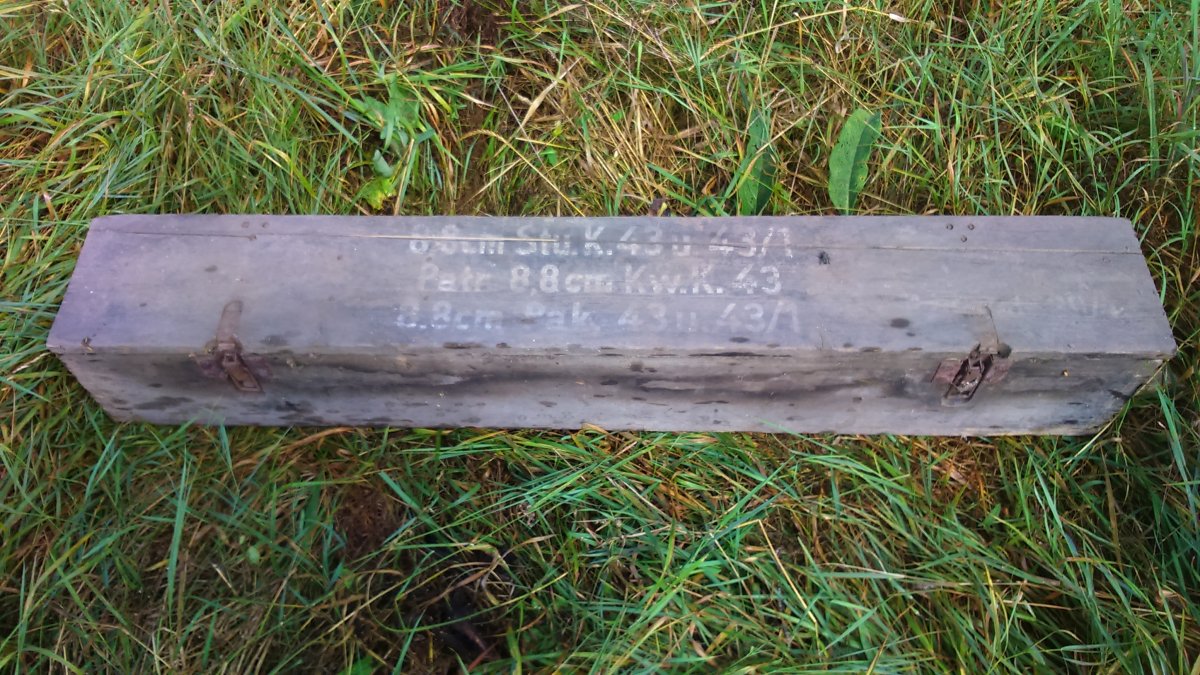 8.8cm Stu.K. 43 u. 43/1
Patr. 8.8cm Kw.K. 43
8.8cm Pak. 43 u. 43/1